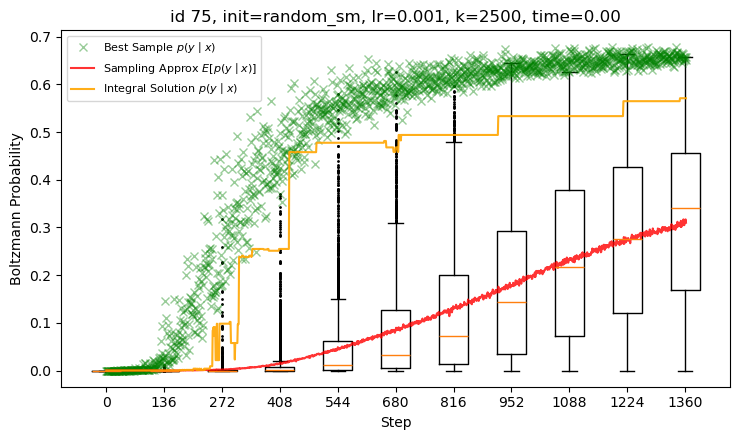 id 75, init=random_sm, lr=0.001, k=2500, time=0.00
Best Sample p(y | x)
Sampling Approx E[p(y | x)]
Integral Solution p(y | x)
Boltzmann Probability
0.7
0.6
0.5
0.4
0.3
0.2
0.1
0.0
0 136 272 408 544 680 816 952 1088 1224 1360
Step